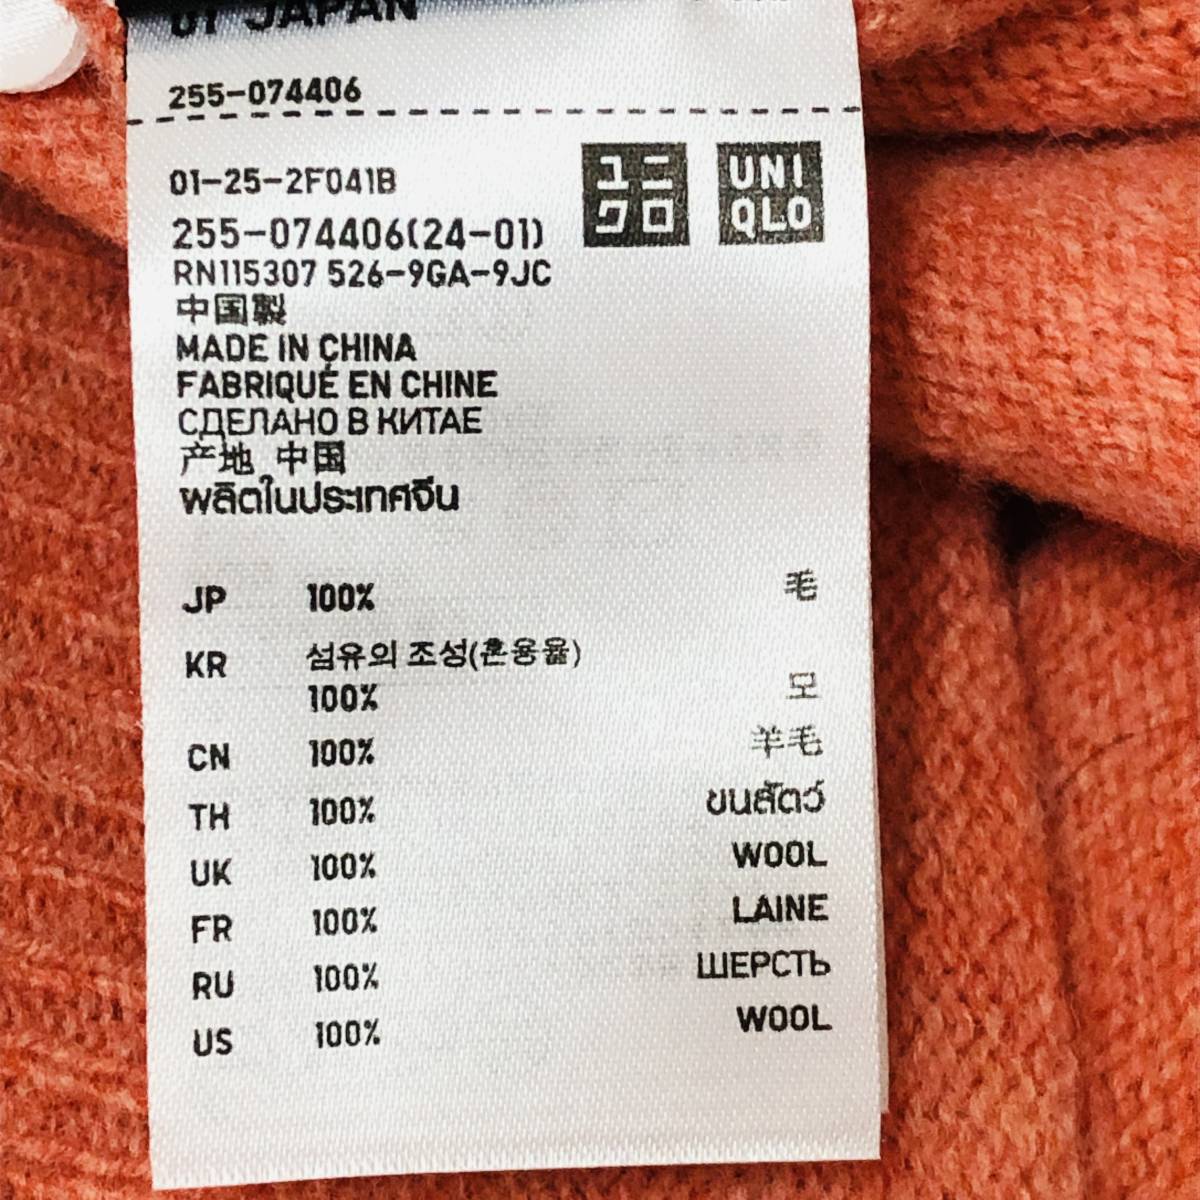 OF JAPAN
255-074406
01-25-2F041B
255-074406(24-01)
ユニクロ
UNIQLO
RN115307 526-9GA-9JC
中国製
MADE IN CHINA
FABRIQUÉ EN CHINE
СДЕЛАНО В КИТАЕ
产地 中国
ผลิตในประเทศจีน
JP 100% 毛
KR 섬유의 조성(혼용율)
100% 모
CN 100% 羊毛
TH 100% ขนสัตว์
UK 100% WOOL
FR 100% LAINE
RU 100% ШЕРСТЬ
US 100% WOOL